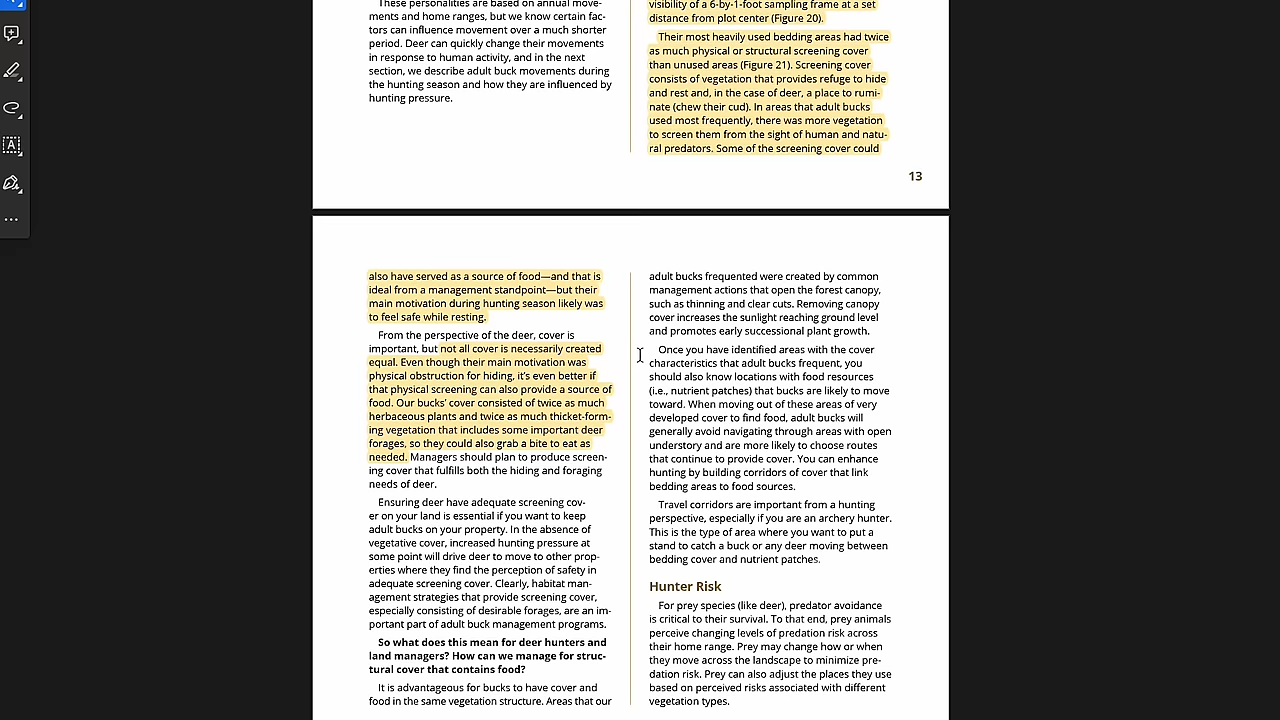 These personalities are based on annual move-
ments and home ranges, but we know certain fac-
tors can influence movement over a much shorter
period. Deer can quickly change their movements
in response to human activity, and in the next
section, we describe adult buck movements during
the hunting season and how they are influenced by
hunting pressure.
visibility of a 6-by-1-foot sampling frame at a set
distance from plot center (Figure 20).
Their most heavily used bedding areas had twice
as much physical or structural screening cover
than unused areas (Figure 21). Screening cover
consists of vegetation that provides refuge to hide
and rest and, in the case of deer, a place to rumi-
nate (chew their cud). In areas that adult bucks
used most frequently, there was more vegetation
to screen them from the sight of human and natu-
ral predators. Some of the screening cover could
13
also have served as a source of food—and that is
ideal from a management standpoint—but their
main motivation during hunting season likely was
to feel safe while resting.
From the perspective of the deer, cover is
important, but not all cover is necessarily created
equal. Even though their main motivation was
physical obstruction for hiding, it's even better if
that physical screening can also provide a source of
food. Our bucks' cover consisted of twice as much
herbaceous plants and twice as much thicket-form-
ing vegetation that includes some important deer
forages, so they could also grab a bite to eat as
needed. Managers should plan to produce screen-
ing cover that fulfills both the hiding and foraging
needs of deer.
Ensuring deer have adequate screening cov-
er on your land is essential if you want to keep
adult bucks on your property. In the absence of
vegetative cover, increased hunting pressure at
some point will drive deer to move to other prop-
erties where they find the perception of safety in
adequate screening cover. Clearly, habitat man-
agement strategies that provide screening cover,
especially consisting of desirable forages, are an im-
portant part of adult buck management programs.
So what does this mean for deer hunters and
land managers? How can we manage for struc-
tural cover that contains food?
It is advantageous for bucks to have cover and
food in the same vegetation structure. Areas that our
adult bucks frequented were created by common
management actions that open the forest canopy,
such as thinning and clear cuts. Removing canopy
cover increases the sunlight reaching ground level
and promotes early successional plant growth.
Once you have identified areas with the cover
characteristics that adult bucks frequent, you
should also know locations with food resources
(i.e., nutrient patches) that bucks are likely to move
toward. When moving out of these areas of very
developed cover to find food, adult bucks will
generally avoid navigating through areas with open
understory and are more likely to choose routes
that continue to provide cover. You can enhance
hunting by building corridors of cover that link
bedding areas to food sources.
Travel corridors are important from a hunting
perspective, especially if you are an archery hunter.
This is the type of area where you want to put a
stand to catch a buck or any deer moving between
bedding cover and nutrient patches.
Hunter Risk
For prey species (like deer), predator avoidance
is critical to their survival. To that end, prey animals
perceive changing levels of predation risk across
their home range. Prey may change how or when
they move across the landscape to minimize pre-
dation risk. Prey can also adjust the places they use
based on perceived risks associated with different
vegetation types.